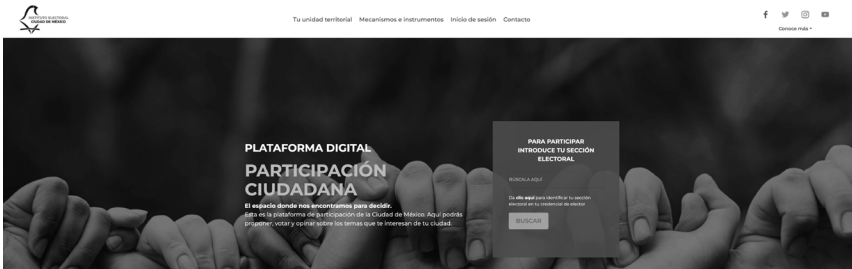 INSTITUTO ELECTORAL
CIUDAD DE MÉXICO
Tu unidad territorial Mecanismos e instrumentos Inicio de sesión Contacto
Conoce más
PLATAFORMA DIGITAL
PARTICIPACIÓN
CIUDADANA
El espacio donde nos encontramos para decidir.
Esta es la plataforma de participación de la Ciudad de México. Aquí podrás
proponer, votar y opinar sobre los temas que te interesan de tu ciudad.
PARA PARTICIPAR
INTRODUCE TU SECCIÓN
ELECTORAL
BÚSCALA AQUÍ
Da clic aquí para identificar tu sección
electoral en tu credencial de elector
BUSCAR